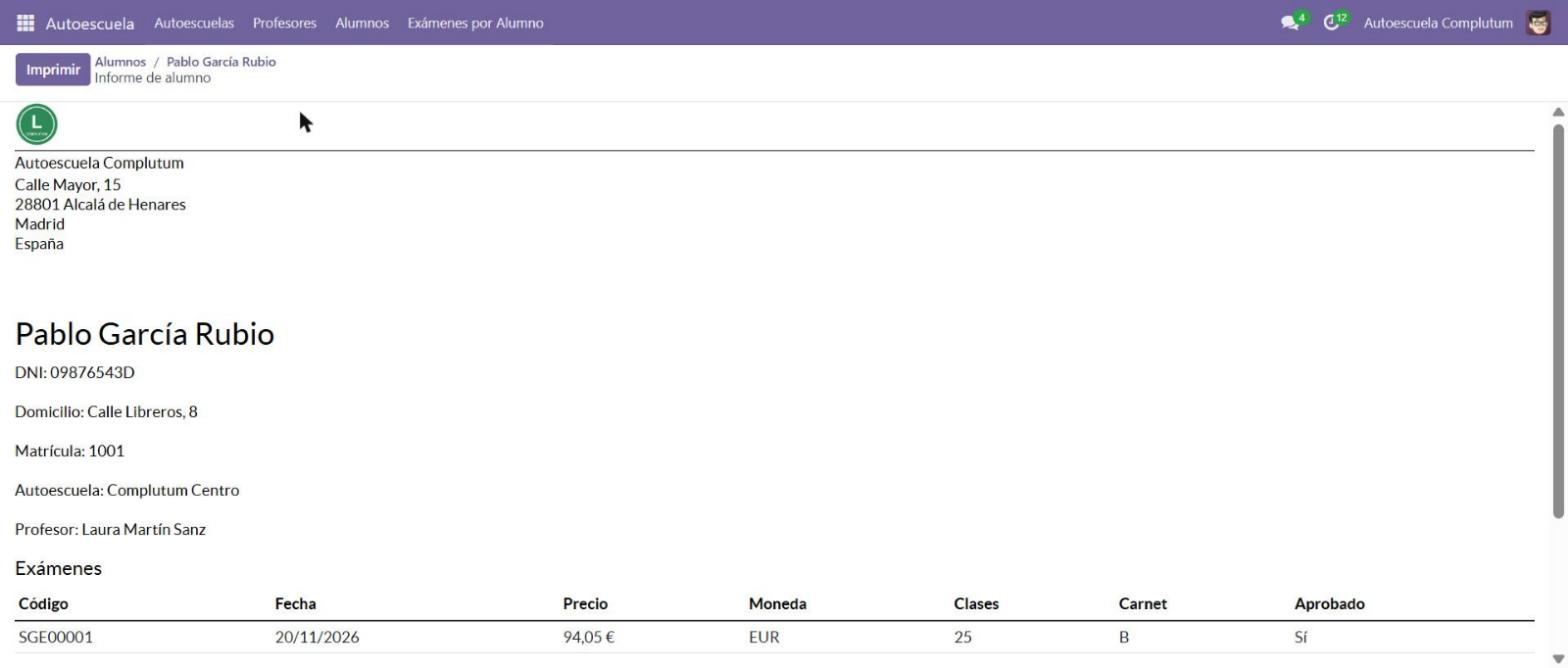 Autoescuela Autoescuelas Profesores Alumnos Exámenes por Alumno 4 12 Autoescuela Complutum
Imprimir Alumnos / Pablo García Rubio
Informe de alumno
L
Autoescuela Complutum
Calle Mayor, 15
28801 Alcalá de Henares
Madrid
España
Pablo García Rubio
DNI: 09876543D
Domicilio: Calle Libreros, 8
Matrícula: 1001
Autoescuela: Complutum Centro
Profesor: Laura Martín Sanz
Exámenes
Código Fecha Precio Moneda Clases Carnet Aprobado
SGE00001 20/11/2026 94,05 € EUR 25 B Sí